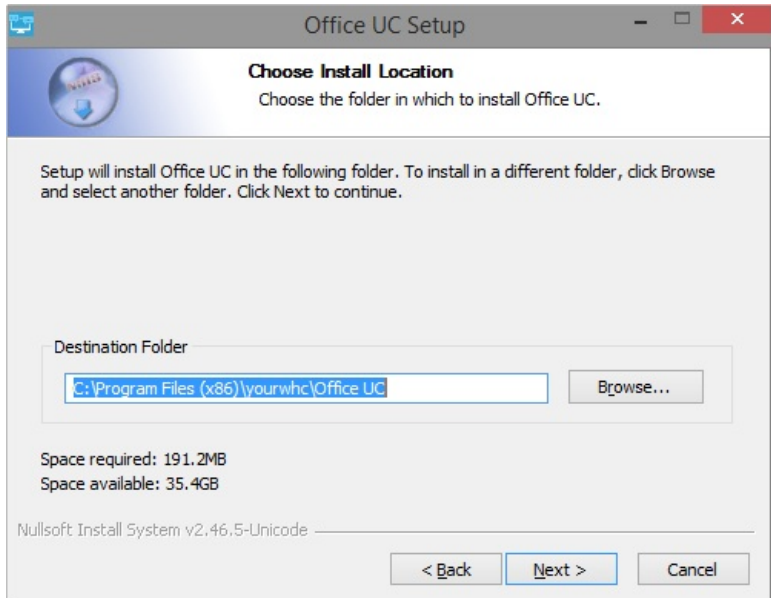 Office UC Setup
Choose Install Location
Choose the folder in which to install Office UC.
Setup will install Office UC in the following folder. To install in a different folder, click Browse
and select another folder. Click Next to continue.
Destination Folder
C:\Program Files (x86)\yourwhc\Office UC
Browse...
Space required: 191.2MB
Space available: 35.4GB
Nullsoft Install System v2.46.5-Unicode
< Back
Next >
Cancel